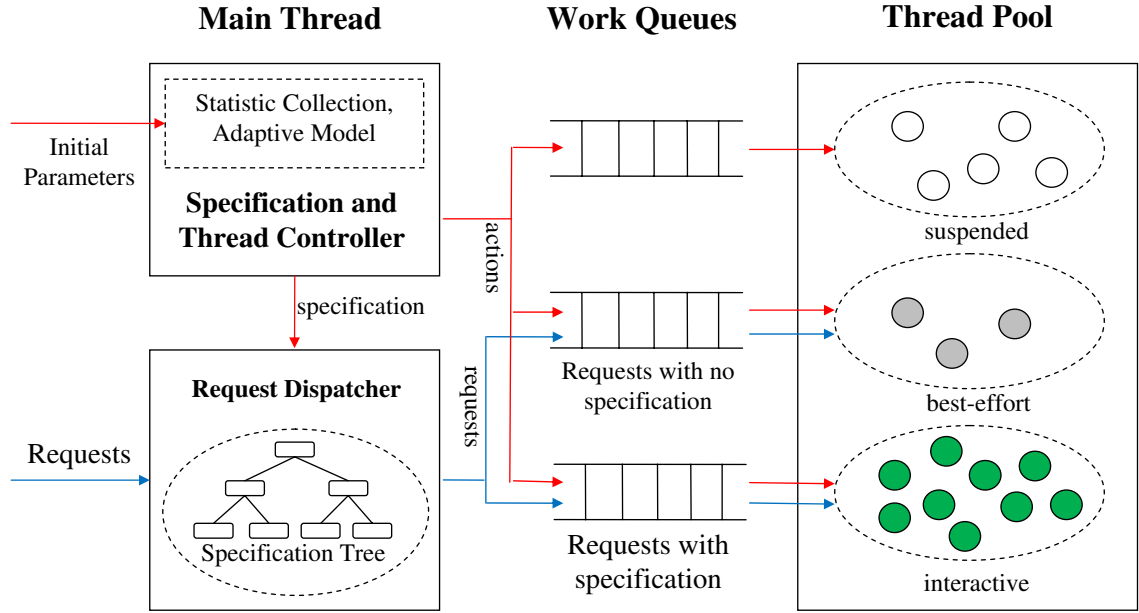 Main Thread
Work Queues
Thread Pool
Statistic Collection,
Adaptive Model
Initial
Parameters
Specification and
Thread Controller
actions
suspended
specification
Requests with no
specification
best-effort
Request Dispatcher
requests
Requests
Specification Tree
Requests with
specification
interactive